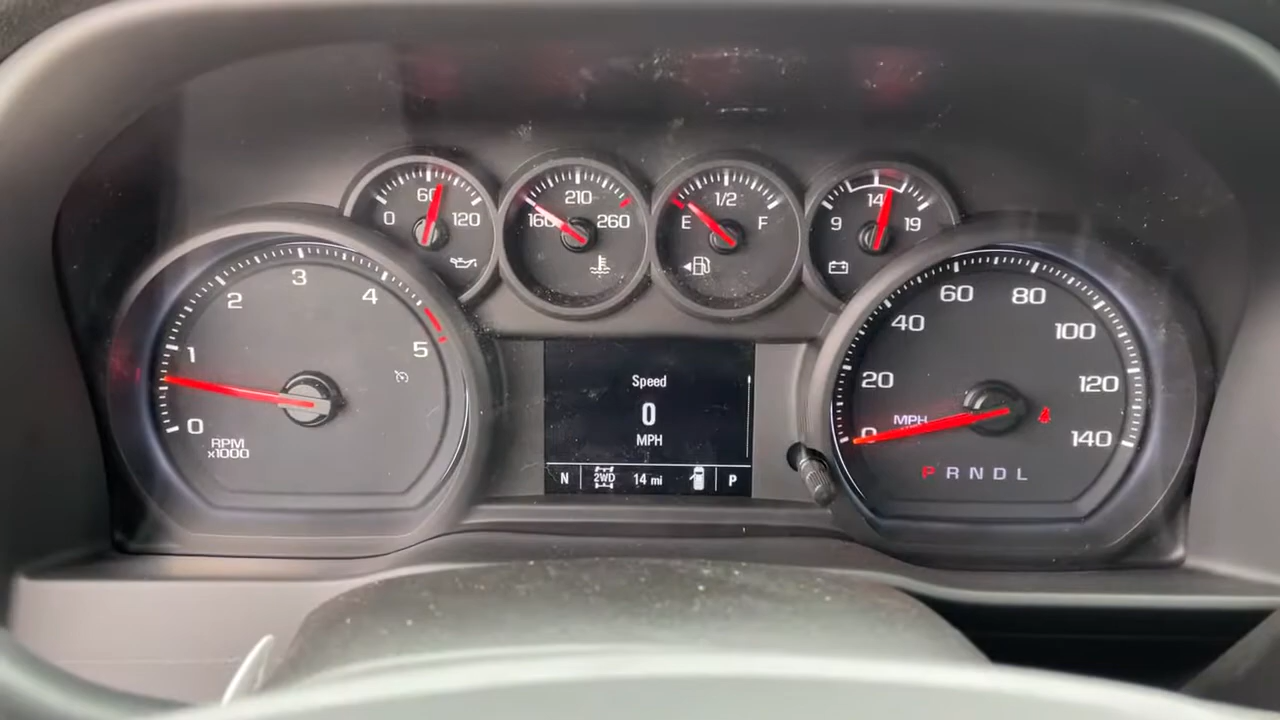 0 60 120
160 210 260
E 1/2 F
9 14 19
0 1 2 3 4 5
RPM
x1000
Speed
0
MPH
N 2WD 14 mi P
0 20 40 60 80 100 120 140
MPH
P R N D L